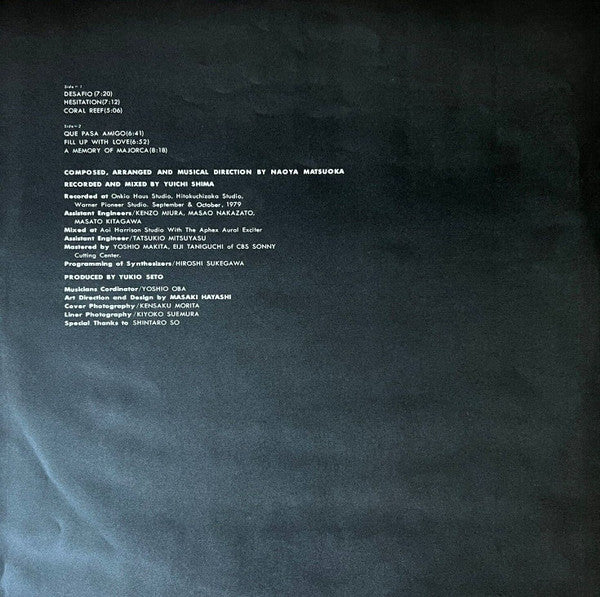 Side-1
DESAFIO(7:20)
HESITATION(7:12)
CORAL REEF(5:06)
Side-2
QUE PASA AMIGO(6:41)
FILL UP WITH LOVE(6:52)
A MEMORY OF MAJORCA(8:18)
COMPOSED, ARRANGED AND MUSICAL DIRECTION BY NAOYA MATSUOKA
RECORDED AND MIXED BY YUICHI SHIMA
Recorded at Onkio Haus Studio, Hitokuchizaka Studio,
Warner Pioneer Studio. September & October, 1979
Assistant Engineers/KENZO MIURA, MASAO NAKAZATO,
MASATO KITAGAWA
Mixed at Aoi Harrison Studio With The Aphex Aural Exciter
Assistant Engineer/TATSUKIO MITSUYASU
Mastered by YOSHIO MAKITA, EIJI TANIGUCHI of CBS SONNY
Cutting Center.
Programming of Synthesizers/HIROSHI SUKEGAWA
PRODUCED BY YUKIO SETO
Musicians Cordinator/YOSHIO OBA
Art Direction and Design by MASAKI HAYASHI
Cover Photography/KENSAKU MORITA
Liner Photography/KIYOKO SUEMURA
Special Thanks to SHINTARO SO